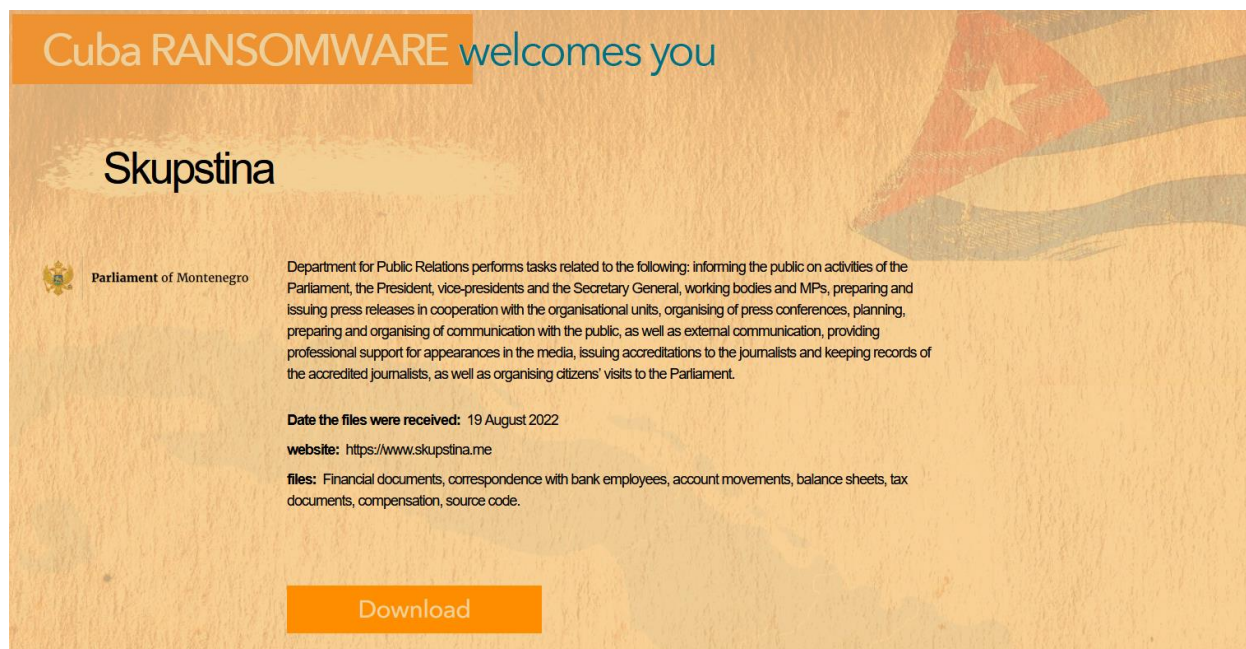 Cuba RANSOMWARE welcomes you
Skupstina
Parliament of Montenegro
Department for Public Relations performs tasks related to the following: informing the public on activities of the
Parliament, the President, vice-presidents and the Secretary General, working bodies and MPs, preparing and
issuing press releases in cooperation with the organisational units, organising of press conferences, planning,
preparing and organising of communication with the public, as well as external communication, providing
professional support for appearances in the media, issuing accreditations to the journalists and keeping records of
the accredited journalists, as well as organising citizens' visits to the Parliament.
Date the files were received: 19 August 2022
website: https://www.skupstina.me
files: Financial documents, correspondence with bank employees, account movements, balance sheets, tax
documents, compensation, source code.
Download